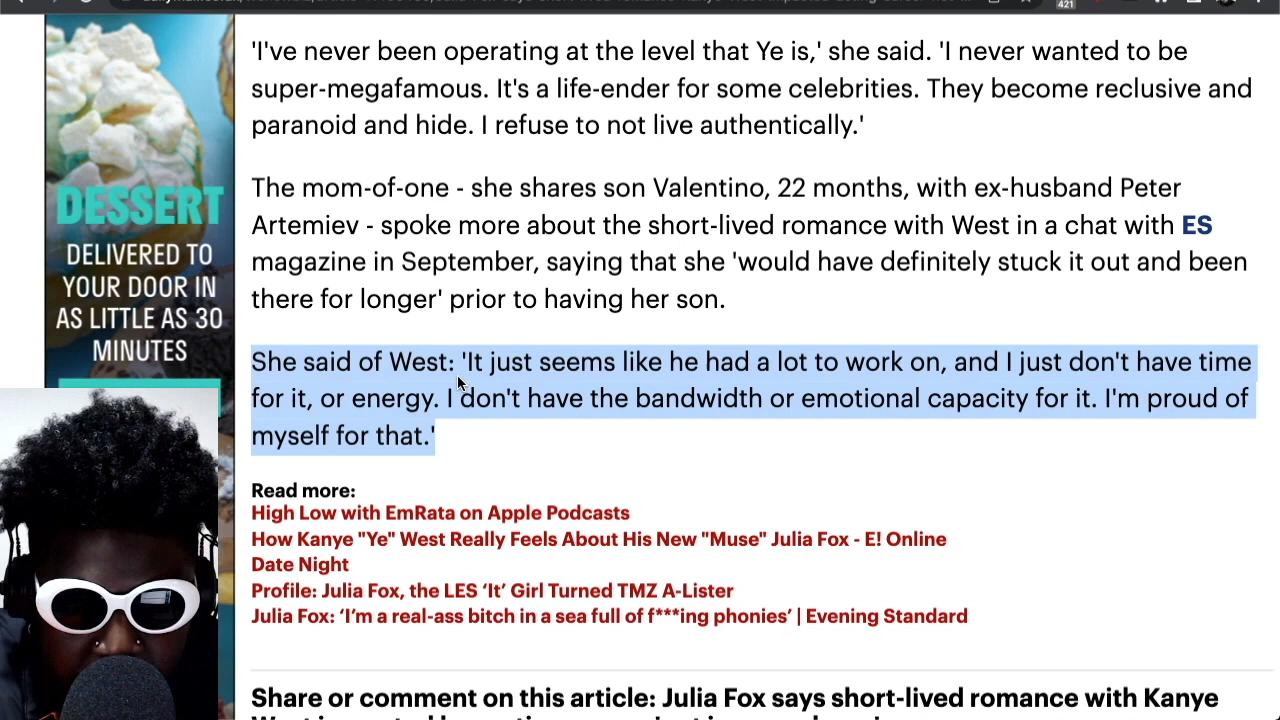 421
'I've never been operating at the level that Ye is,' she said. 'I never wanted to be
super-megafamous. It's a life-ender for some celebrities. They become reclusive and
paranoid and hide. I refuse to not live authentically.'
The mom-of-one - she shares son Valentino, 22 months, with ex-husband Peter
Artemiev - spoke more about the short-lived romance with West in a chat with ES
magazine in September, saying that she 'would have definitely stuck it out and been
there for longer' prior to having her son.
She said of West: 'It just seems like he had a lot to work on, and I just don't have time
for it, or energy. I don't have the bandwidth or emotional capacity for it. I'm proud of
myself for that.'
Read more:
High Low with EmRata on Apple Podcasts
How Kanye "Ye" West Really Feels About His New "Muse" Julia Fox - E! Online
Date Night
Profile: Julia Fox, the LES ‘It’ Girl Turned TMZ A-Lister
Julia Fox: ‘I’m a real-ass bitch in a sea full of f***ing phonies’ | Evening Standard
Share or comment on this article: Julia Fox says short-lived romance with Kanye
DESSERT
DELIVERED TO
YOUR DOOR IN
AS LITTLE AS 30
MINUTES